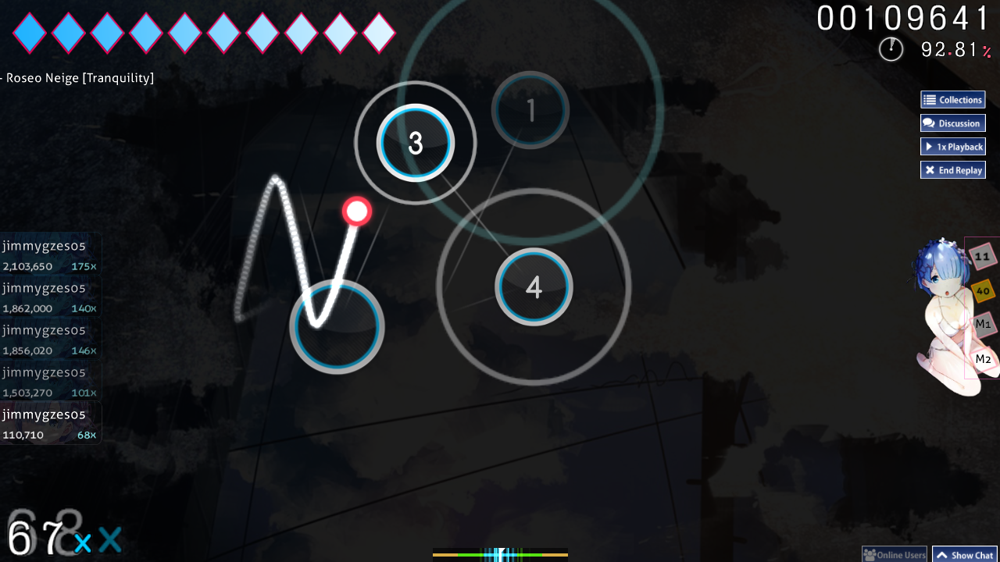 00109641
92.81%
- Roseo Neige [Tranquility]
Collections
Discussion
1x Playback
End Replay
1
3
4
jimmygzes05
2,103,650 175x
jimmygzes05
1,862,000 140x
jimmygzes05
1,856,020 146x
jimmygzes05
1,503,270 101x
jimmygzes05
110,710 68x
11
40
M1
M2
68x
67x
Online Users
Show Chat